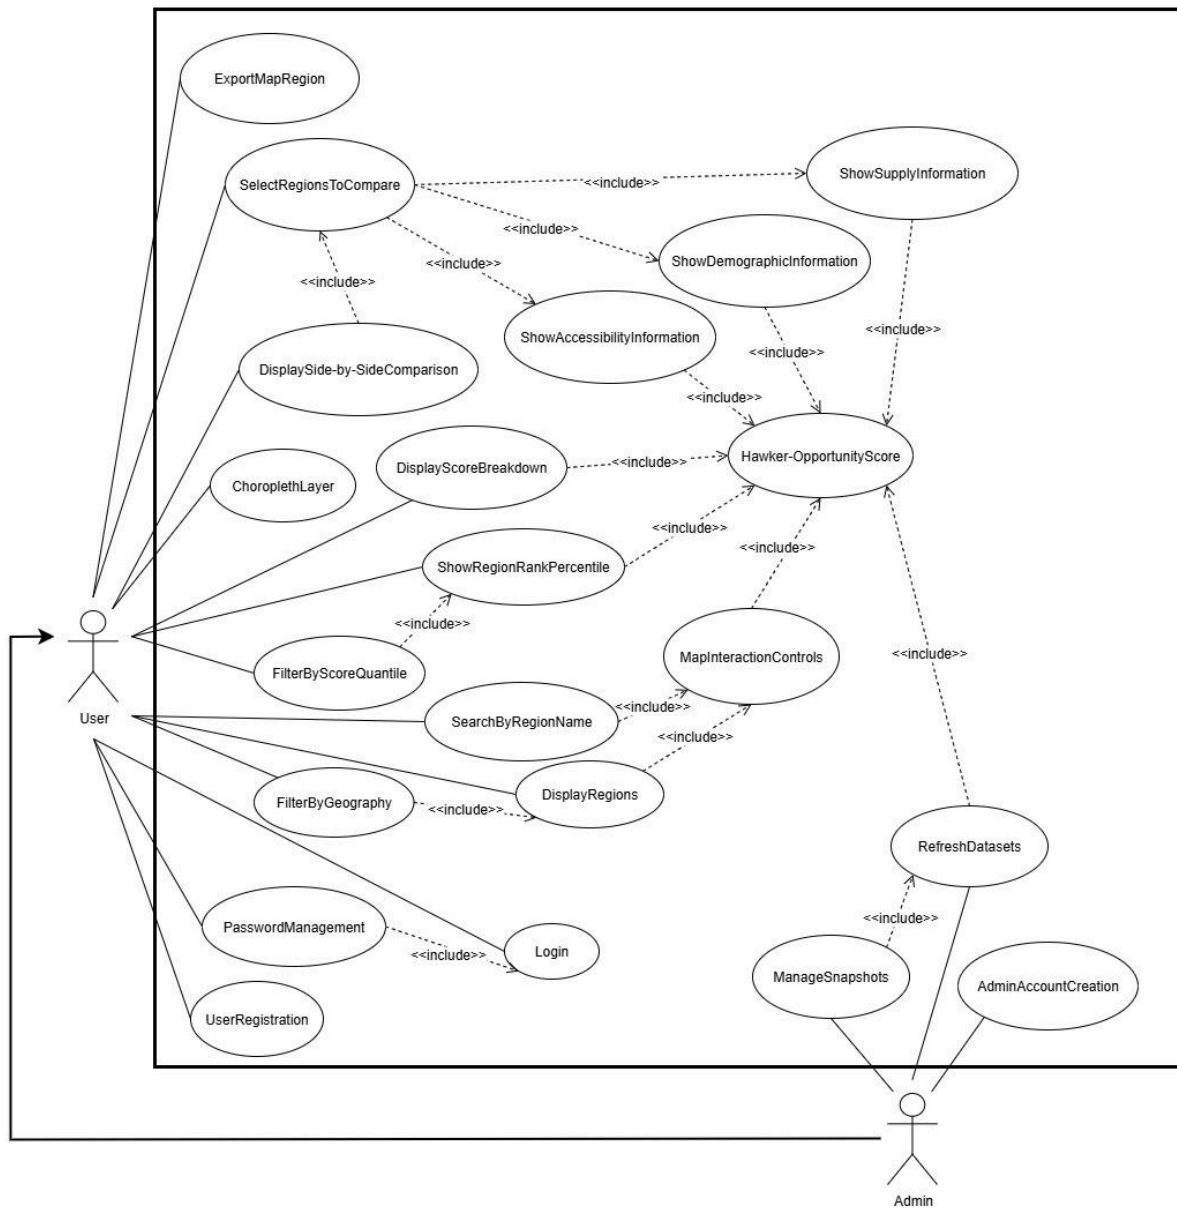 ExportMapRegion
SelectRegionsToCompare
<<include>>
ShowSupplyInformation
<<include>>
ShowDemographicInformation
<<include>>
<<include>>
ShowAccessibilityInformation
<<include>>
<<include>>
DisplaySide-by-SideComparison
<<include>>
ChoroplethLayer
DisplayScoreBreakdown
<<include>>
Hawker-OpportunityScore
ShowRegionRankPercentile
<<include>>
<<include>>
<<include>>
FilterByScoreQuantile
MapInteractionControls
<<include>>
User
SearchByRegionName
<<include>>
<<include>>
FilterByGeography
<<include>>
DisplayRegions
RefreshDatasets
PasswordManagement
<<include>>
Login
<<include>>
ManageSnapshots
AdminAccountCreation
UserRegistration
Admin